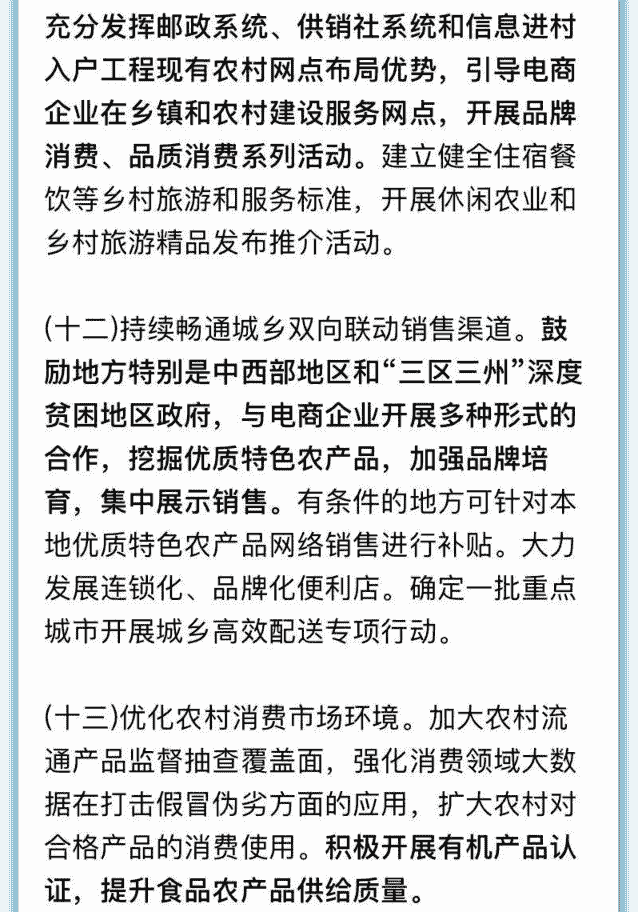 充分发挥邮政系统、供销社系统和信息进村
入户工程现有农村网点布局优势，引导电商
企业在乡镇和农村建设服务网点，开展品牌
消费、品质消费系列活动。建立健全住宿餐
饮等乡村旅游和服务标准，开展休闲农业和
乡村旅游精品发布推介活动。
(十二)持续畅通城乡双向联动销售渠道。鼓
励地方特别是中西部地区和“三区三州”深度
贫困地区政府，与电商企业开展多种形式的
合作，挖掘优质特色农产品，加强品牌培
育，集中展示销售。有条件的地方可针对本
地优质特色农产品网络销售进行补贴。大力
发展连锁化、品牌化便利店。确定一批重点
城市开展城乡高效配送专项行动。
(十三)优化农村消费市场环境。加大农村流
通产品监督抽查覆盖面，强化消费领域大数
据在打击假冒伪劣方面的应用，扩大农村对
合格产品的消费使用。积极开展有机产品认
证，提升食品农产品供给质量。